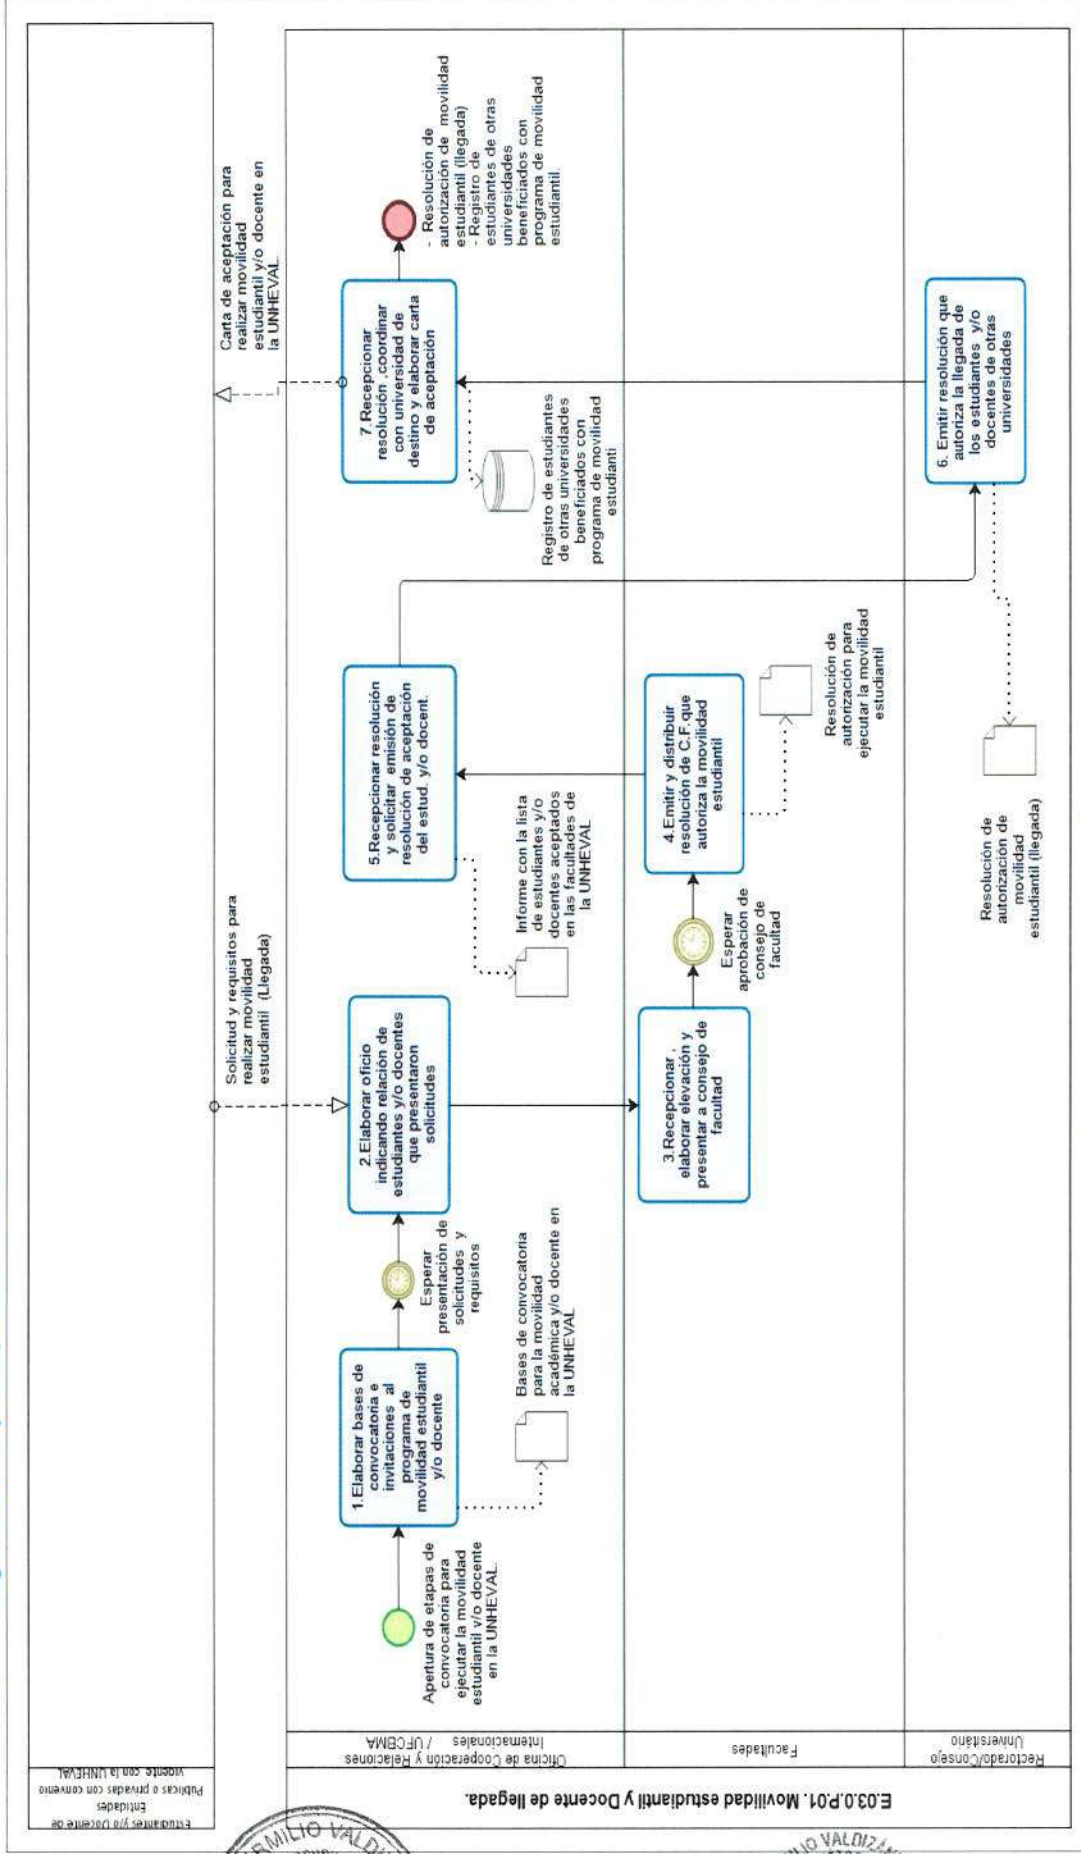 Estudiantes y/o Docente de
Entidades
Publicas o privadas con convenio
vigente con la UNHEVAL
E.03.0.P.01. Movilidad estudiantil y Docente de llegada.
Oficina de Cooperación y Relaciones
Internacionales / UFCBMA
Facultades
Rectorado/Consejo
Universitário
Apertura de etapas de
convocatoria para
ejecutar la movilidad
estudiantil y/o docente
en la UNHEVAL.
1.Elaborar bases de
convocatoria e
invitaciones al
programa de
movilidad estudiantil
y/o docente
Bases de convocatoria
para la movilidad
académica y/o docente en
la UNHEVAL
Esperar
presentación de
solicitudes y
requisitos
Solicitud y requisitos para
realizar movilidad
estudiantil (Llegada)
2.Elaborar oficio
indicando relación de
estudiantes y/o docentes
que presentaron
solicitudes
3.Recepcionar ,
elaborar elevación y
presentar a consejo de
facultad
Esperar
aprobación de
consejo de
facultad
4.Emitir y distribuir
resolución de C.F.que
autoriza la movilidad
estudiantil
Resolución de
autorización para
ejecutar la movilidad
estudiantil
5.Recepcionar resolución
y solicitar emisión de
resolución de aceptación
del estud. y/o docent.
Informe con la lista
de estudiantes y/o
docentes aceptados
en las facultades de
la UNHEVAL
6. Emitir resolución que
autoriza la llegada de
los estudiantes y/o
docentes de otras
universidades
Resolución de
autorización de
movilidad
estudiantil (llegada)
7.Recepcionar
resolución ,coordinar
con universidad de
destino y elaborar carta
de aceptación
Registro de estudiantes
de otras universidades
beneficiados con
programa de movilidad
estudianti
Carta de aceptación para
realizar movilidad
estudiantil y/o docente en
la UNHEVAL.
- Resolución de
autorización de movilidad
estudiantil (llegada)
- Registro de
estudiantes de otras
universidades
beneficiados con
programa de movilidad
estudiantil.